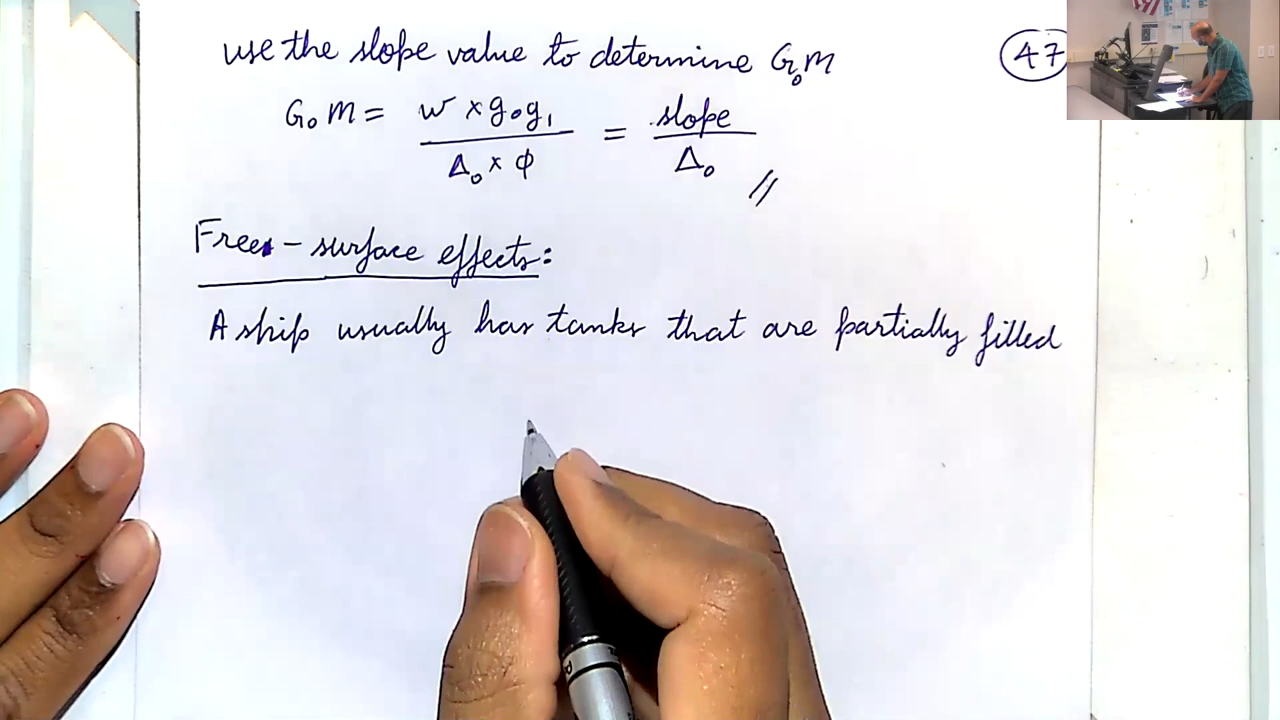 use the slope value to determine G₀M
47
G₀M = w × g₀g₁ / Δ₀ × ϕ = slope / Δ₀ //
Free - surface effects:
A ship usually has tanks that are partially filled